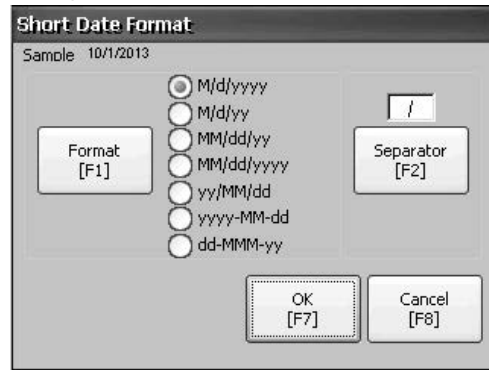 Short Date Format
Sample 10/1/2013
M/d/yyyy
M/d/yy
MM/dd/yy
MM/dd/yyyy
yy/MM/dd
yyyy-MM-dd
dd-MMM-yy
Format
[F1]
/
Separator
[F2]
OK
[F7]
Cancel
[F8]